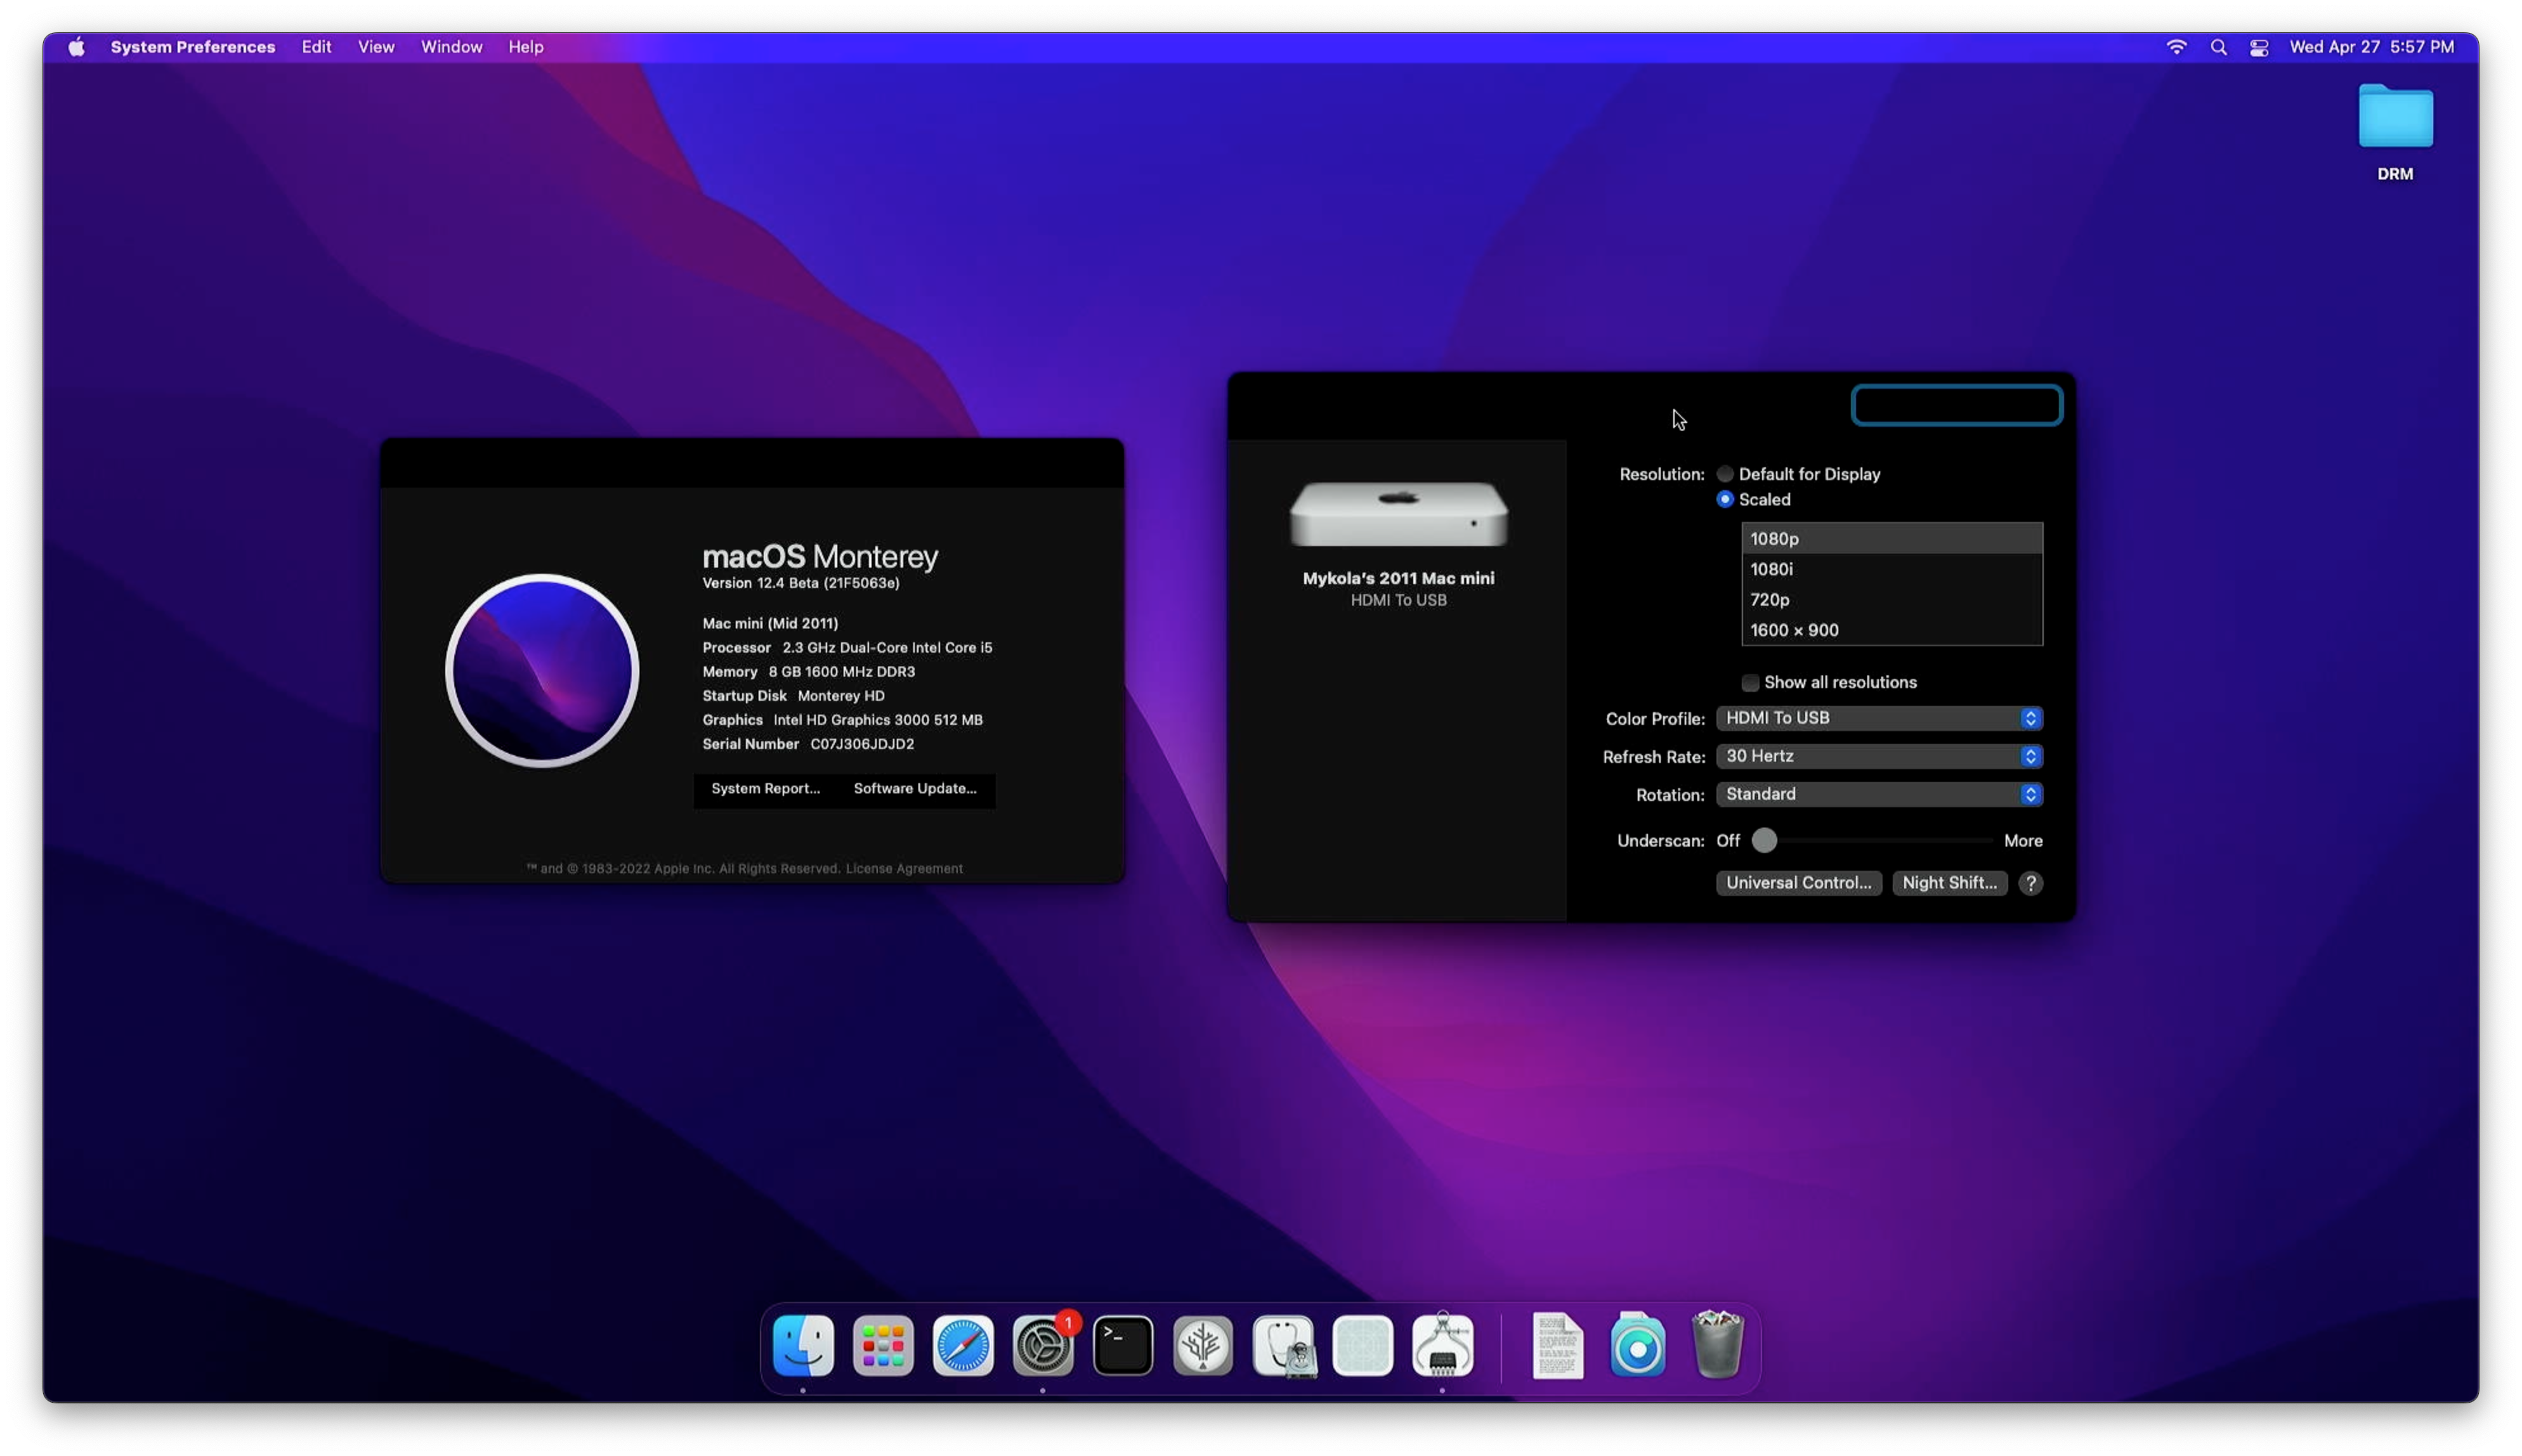 System Preferences Edit View Window Help
Wed Apr 27 5:57 PM
DRM
macOS Monterey
Version 12.4 Beta (21F5063e)
Mac mini (Mid 2011)
Processor 2.3 GHz Dual-Core Intel Core i5
Memory 8 GB 1600 MHz DDR3
Startup Disk Monterey HD
Graphics Intel HD Graphics 3000 512 MB
Serial Number C07J306JDJD2
System Report... Software Update...
™ and © 1983-2022 Apple Inc. All Rights Reserved. License Agreement
Mykola's 2011 Mac mini
HDMI To USB
Resolution: Default for Display
Scaled
1080p
1080i
720p
1600 × 900
Show all resolutions
Color Profile: HDMI To USB
Refresh Rate: 30 Hertz
Rotation: Standard
Underscan: Off More
Universal Control... Night Shift... ?
1
>_